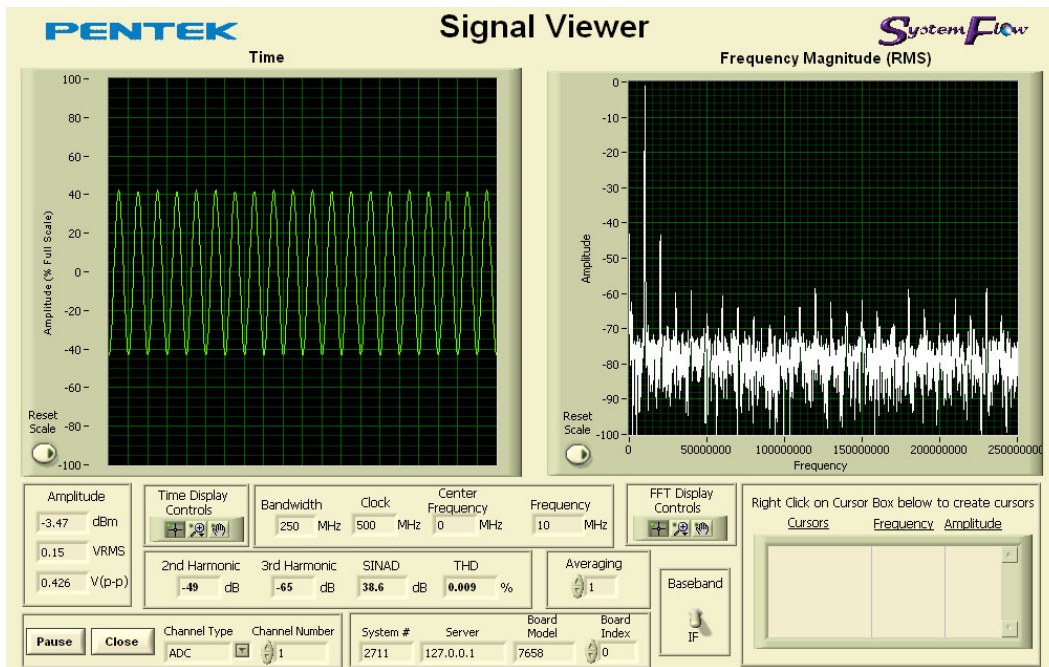 PENTEK
Signal Viewer
SystemFlow
Time
Frequency Magnitude (RMS)
Amplitude (% Full Scale)
100
80
60
40
20
0
-20
-40
-60
-80
-100
Reset
Scale
Amplitude
0
-10
-20
-30
-40
-50
-60
-70
-80
-90
-100
Reset
Scale
0
50000000
100000000
150000000
200000000
250000000
Frequency
Amplitude
-3.47 dBm
0.15 VRMS
0.426 V(p-p)
Time Display
Controls
Bandwidth
250 MHz
Clock
500 MHz
Center
Frequency
0 MHz
Frequency
10 MHz
FFT Display
Controls
Right Click on Cursor Box below to create cursors
Cursors Frequency Amplitude
2nd Harmonic
-49 dB
3rd Harmonic
-65 dB
SINAD
38.6 dB
THD
0.009 %
Averaging
1
Baseband
IF
Pause
Close
Channel Type
ADC
Channel Number
1
System #
2711
Server
127.0.0.1
Board
Model
7658
Board
Index
0